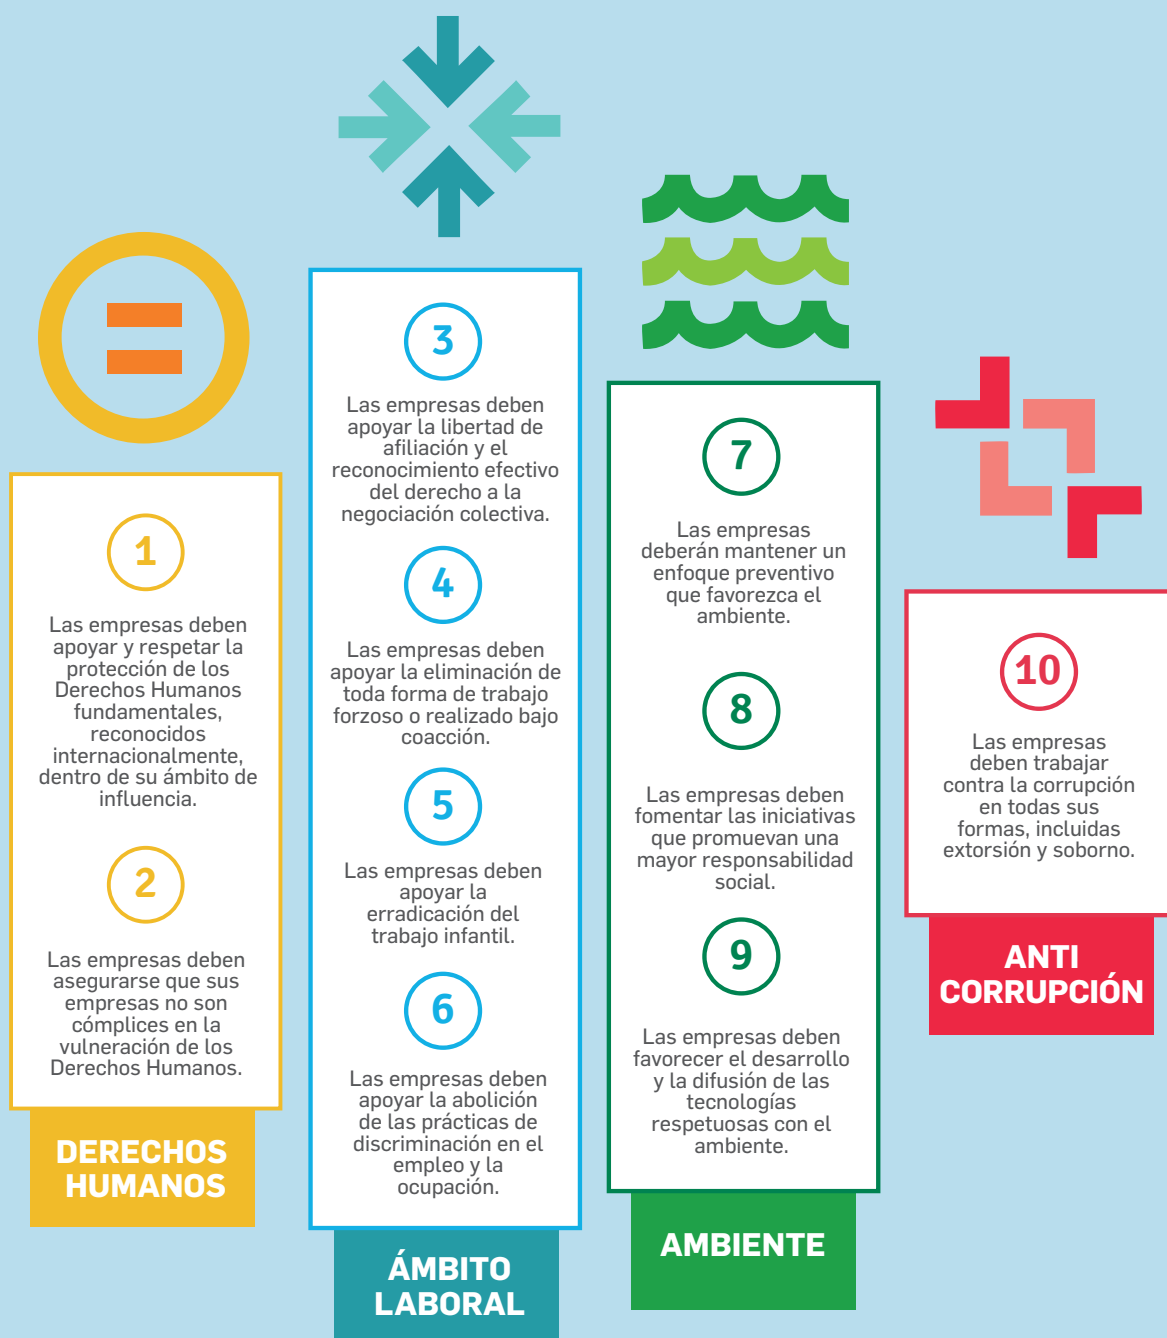 1
Las empresas deben
apoyar y respetar la
protección de los
Derechos Humanos
fundamentales,
reconocidos
internacionalmente,
dentro de su ámbito de
influencia.
2
Las empresas deben
asegurarse que sus
empresas no son
cómplices en la
vulneración de los
Derechos Humanos.
DERECHOS
HUMANOS
3
Las empresas deben
apoyar la libertad de
afiliación y el
reconocimiento efectivo
del derecho a la
negociación colectiva.
4
Las empresas deben
apoyar la eliminación de
toda forma de trabajo
forzoso o realizado bajo
coacción.
5
Las empresas deben
apoyar la
erradicación del
trabajo infantil.
6
Las empresas deben
apoyar la abolición
de las prácticas de
discriminación en el
empleo y la
ocupación.
ÁMBITO
LABORAL
7
Las empresas
deberán mantener un
enfoque preventivo
que favorezca el
ambiente.
8
Las empresas deben
fomentar las iniciativas
que promuevan una
mayor responsabilidad
social.
9
Las empresas deben
favorecer el desarrollo
y la difusión de las
tecnologías
respetuosas con el
ambiente.
AMBIENTE
10
Las empresas
deben trabajar
contra la corrupción
en todas sus
formas, incluidas
extorsión y soborno.
ANTI
CORRUPCIÓN